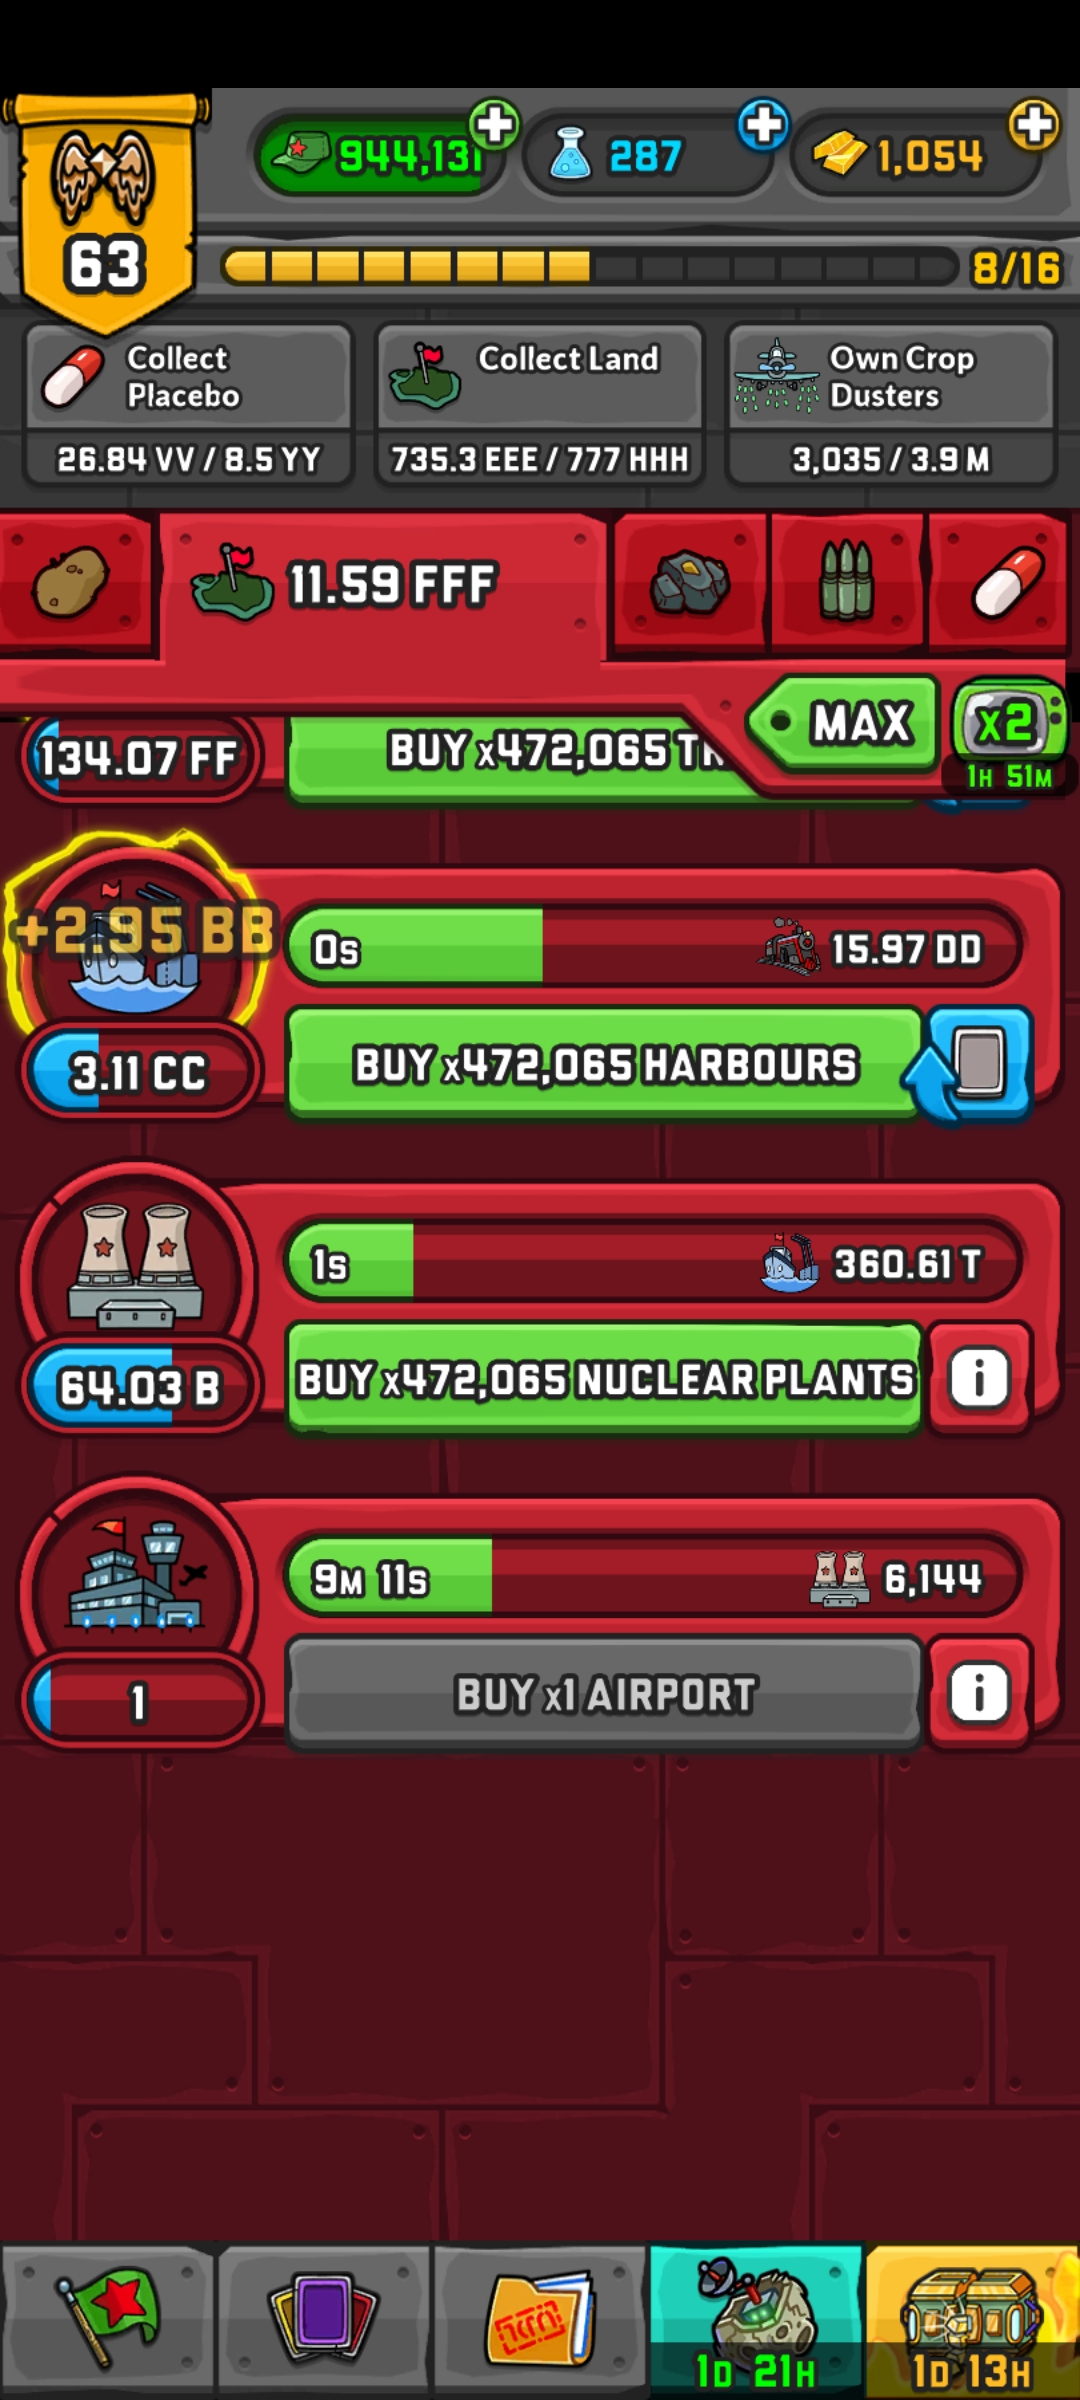 944,131
287
1,054
63
8/16
Collect
Placebo
26.84 VV / 8.5 YY
Collect Land
735.3 EEE / 777 HHH
Own Crop
Dusters
3,035 / 3.9 M
11.59 FFF
MAX
x2
1H 51M
134.07 FF
BUY x472,065
+2.95 BB
0s
15.97 DD
3.11 CC
BUY x472,065 HARBOURS
1s
360.61 T
64.03 B
BUY x472,065 NUCLEAR PLANTS
i
9M 11s
6,144
1
BUY x1 AIRPORT
i
1D 21H
1D 13H